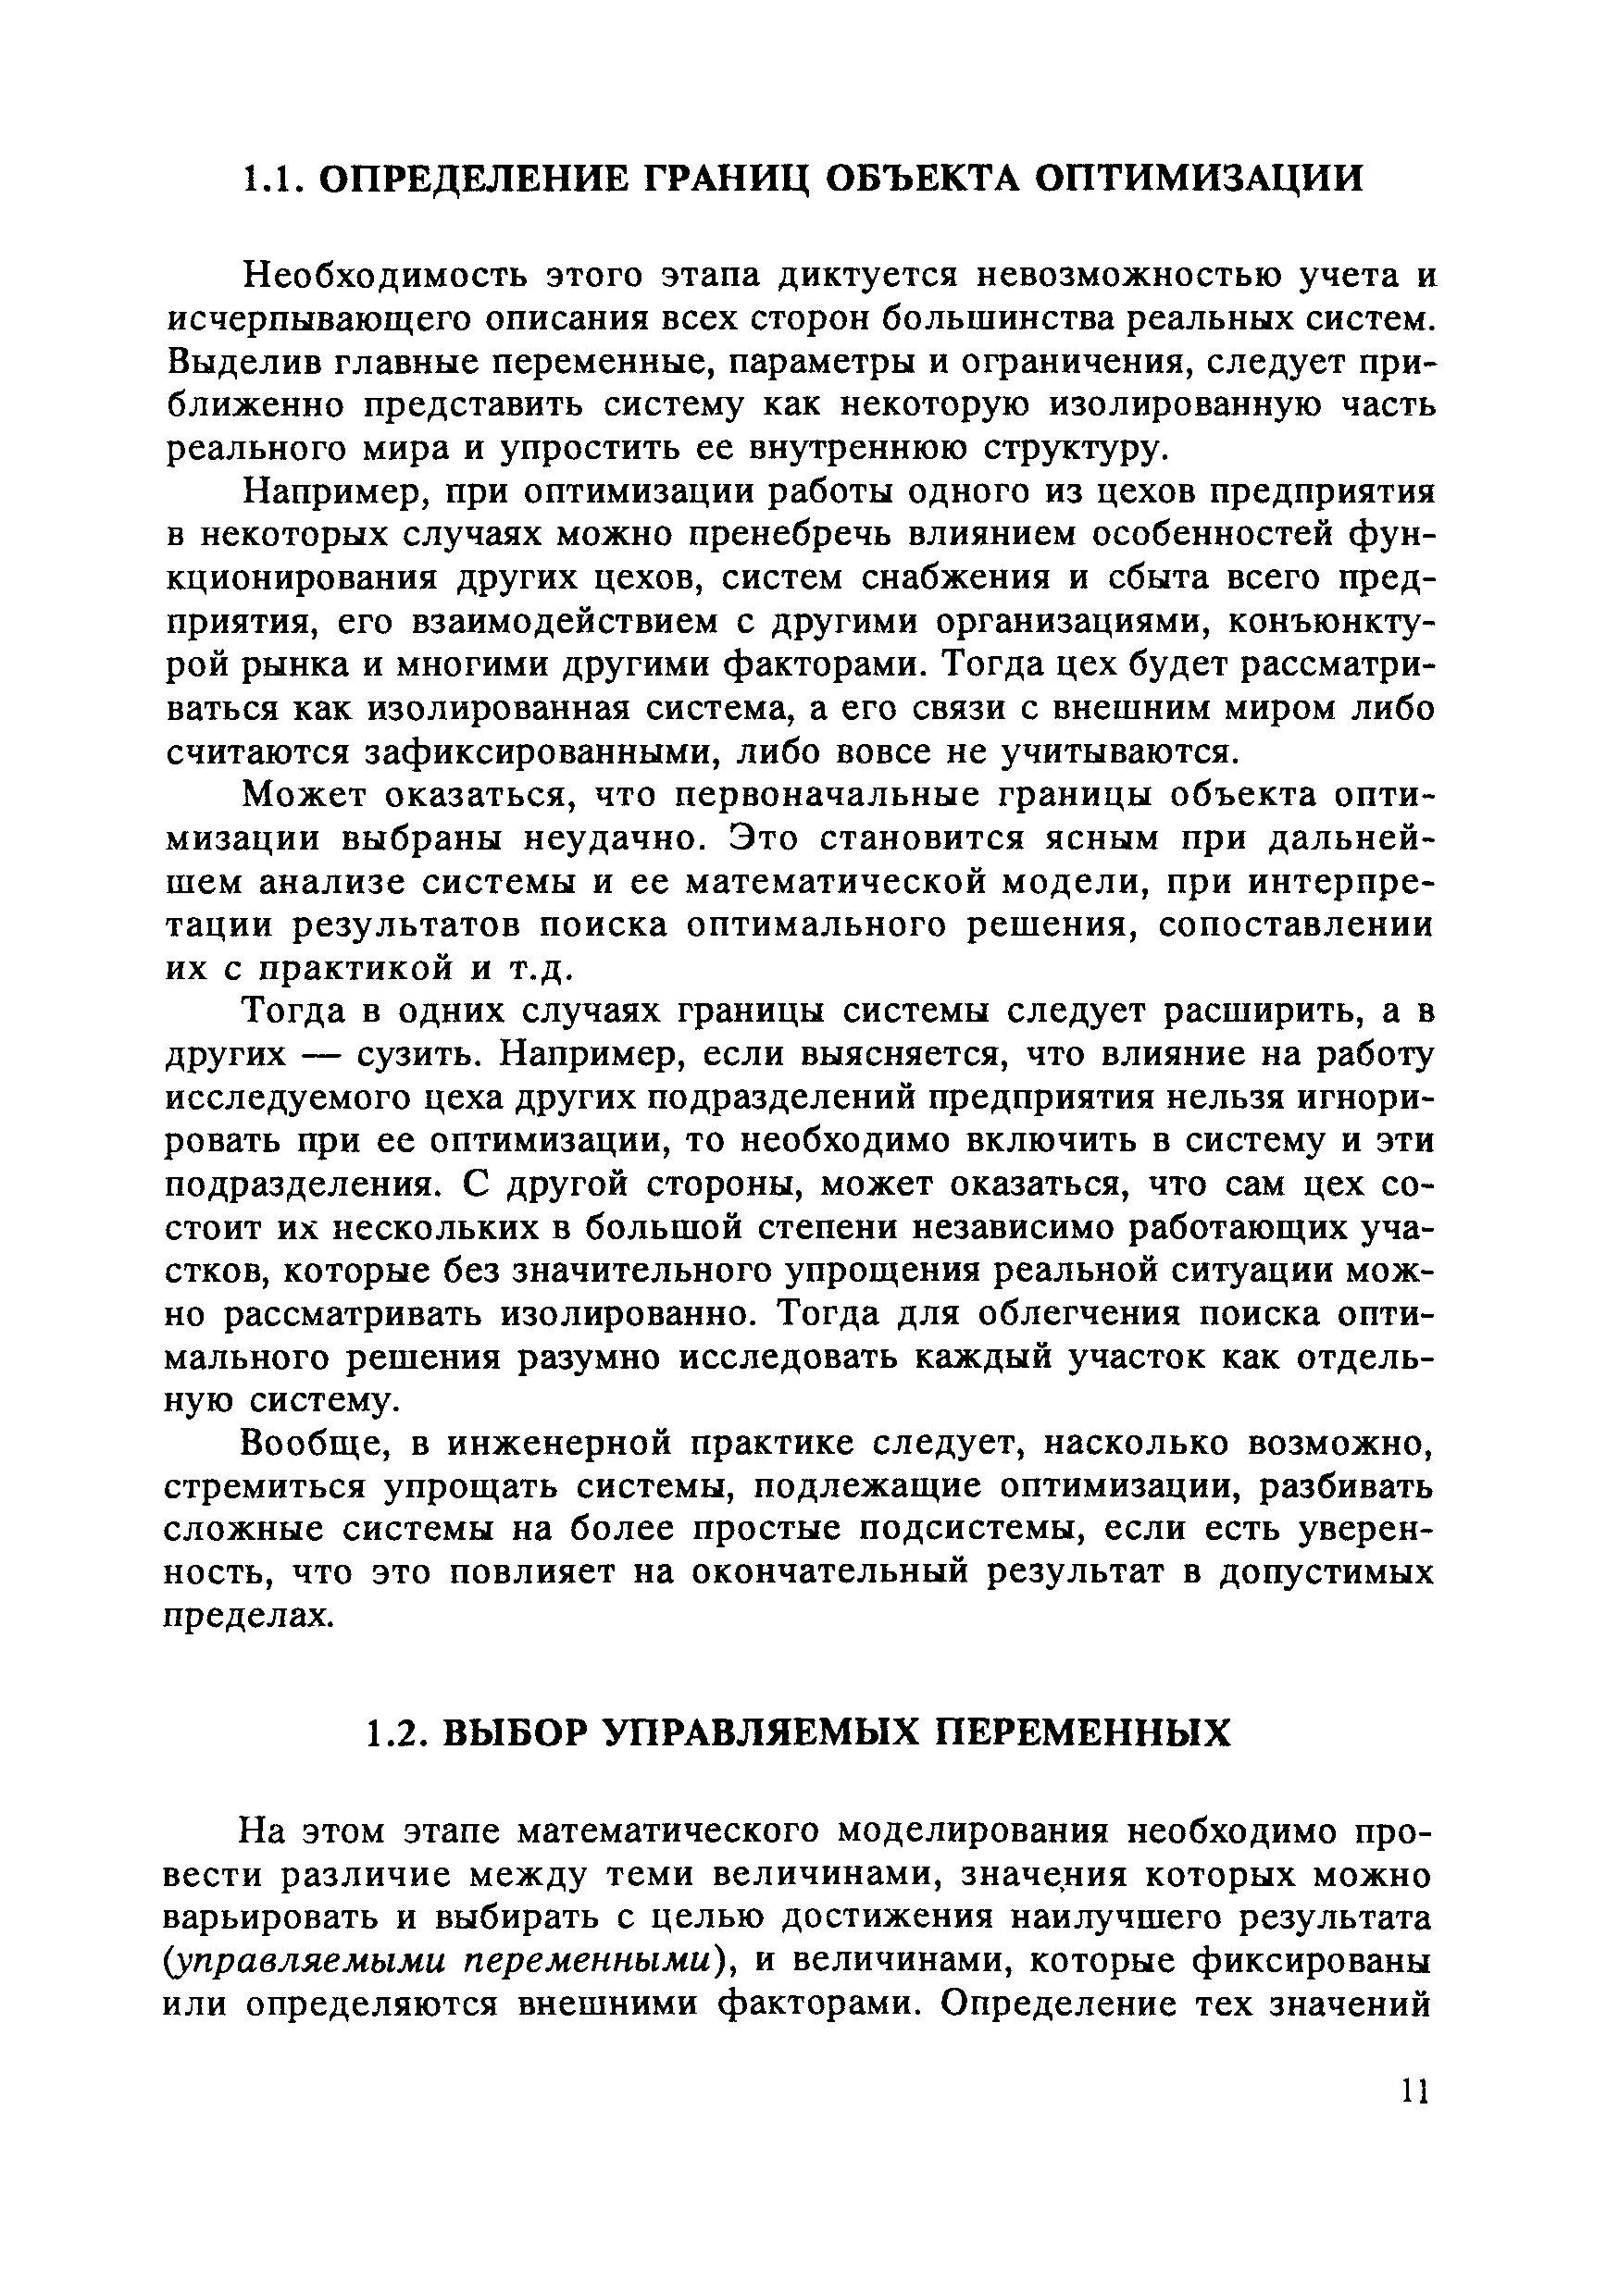 1.1. ОПРЕДЕЛЕНИЕ ГРАНИЦ ОБЪЕКТА ОПТИМИЗАЦИИ
Необходимость этого этапа диктуется невозможностью учета и
исчерпывающего описания всех сторон большинства реальных систем.
Выделив главные переменные, параметры и ограничения, следует при-
ближенно представить систему как некоторую изолированную часть
реального мира и упростить ее внутреннюю структуру.
Например, при оптимизации работы одного из цехов предприятия
в некоторых случаях можно пренебречь влиянием особенностей фун-
кционирования других цехов, систем снабжения и сбыта всего пред-
приятия, его взаимодействием с другими организациями, конъюнкту-
рой рынка и многими другими факторами. Тогда цех будет рассматри-
ваться как изолированная система, а его связи с внешним миром либо
считаются зафиксированными, либо вовсе не учитываются.
Может оказаться, что первоначальные границы объекта опти-
мизации выбраны неудачно. Это становится ясным при дальней-
шем анализе системы и ее математической модели, при интерпре-
тации результатов поиска оптимального решения, сопоставлении
их с практикой и т.д.
Тогда в одних случаях границы системы следует расширить, а в
других — сузить. Например, если выясняется, что влияние на работу
исследуемого цеха других подразделений предприятия нельзя игнори-
ровать при ее оптимизации, то необходимо включить в систему и эти
подразделения. С другой стороны, может оказаться, что сам цех со-
стоит их нескольких в большой степени независимо работающих уча-
стков, которые без значительного упрощения реальной ситуации мож-
но рассматривать изолированно. Тогда для облегчения поиска опти-
мального решения разумно исследовать каждый участок как отдель-
ную систему.
Вообще, в инженерной практике следует, насколько возможно,
стремиться упрощать системы, подлежащие оптимизации, разбивать
сложные системы на более простые подсистемы, если есть уверен-
ность, что это повлияет на окончательный результат в допустимых
пределах.
1.2. ВЫБОР УПРАВЛЯЕМЫХ ПЕРЕМЕННЫХ
На этом этапе математического моделирования необходимо про-
вести различие между теми величинами, значения которых можно
варьировать и выбирать с целью достижения наилучшего результата
(управляемыми переменными), и величинами, которые фиксированы
или определяются внешними факторами. Определение тех значений
11